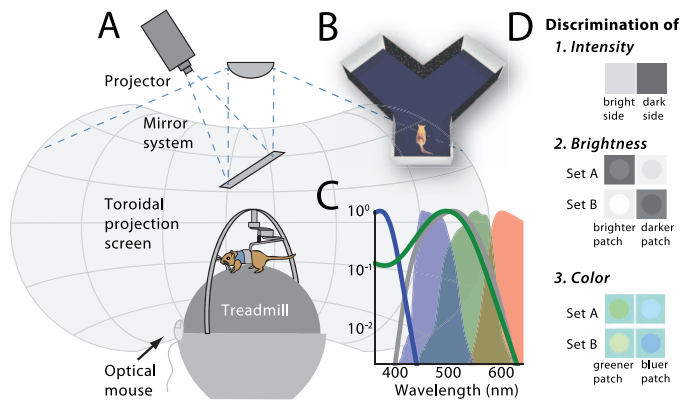 A
Projector
Mirror
system
Toroidal
projection
screen
Treadmill
Optical
mouse
B
C
10⁰
10⁻¹
10⁻²
400
500
600
Wavelength (nm)
D
Discrimination of
1. Intensity
bright side
dark side
2. Brightness
Set A
Set B
brighter patch
darker patch
3. Color
Set A
Set B
greener patch
bluer patch